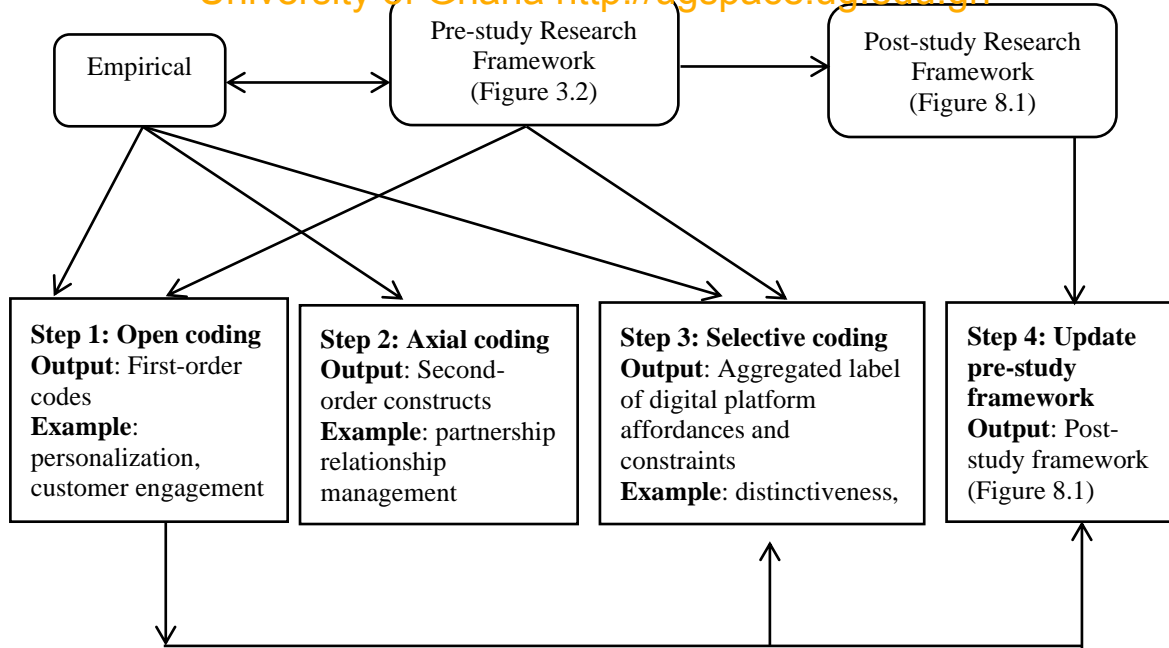 University of Ghana http://ugspace.ug.edu.gh
Empirical
Pre-study Research
Framework
(Figure 3.2)
Post-study Research
Framework
(Figure 8.1)
Step 1: Open coding
Output: First-order
codes
Example:
personalization,
customer engagement
Step 2: Axial coding
Output: Second-
order constructs
Example: partnership
relationship
management
Step 3: Selective coding
Output: Aggregated label
of digital platform
affordances and
constraints
Example: distinctiveness,
Step 4: Update
pre-study
framework
Output: Post-
study framework
(Figure 8.1)